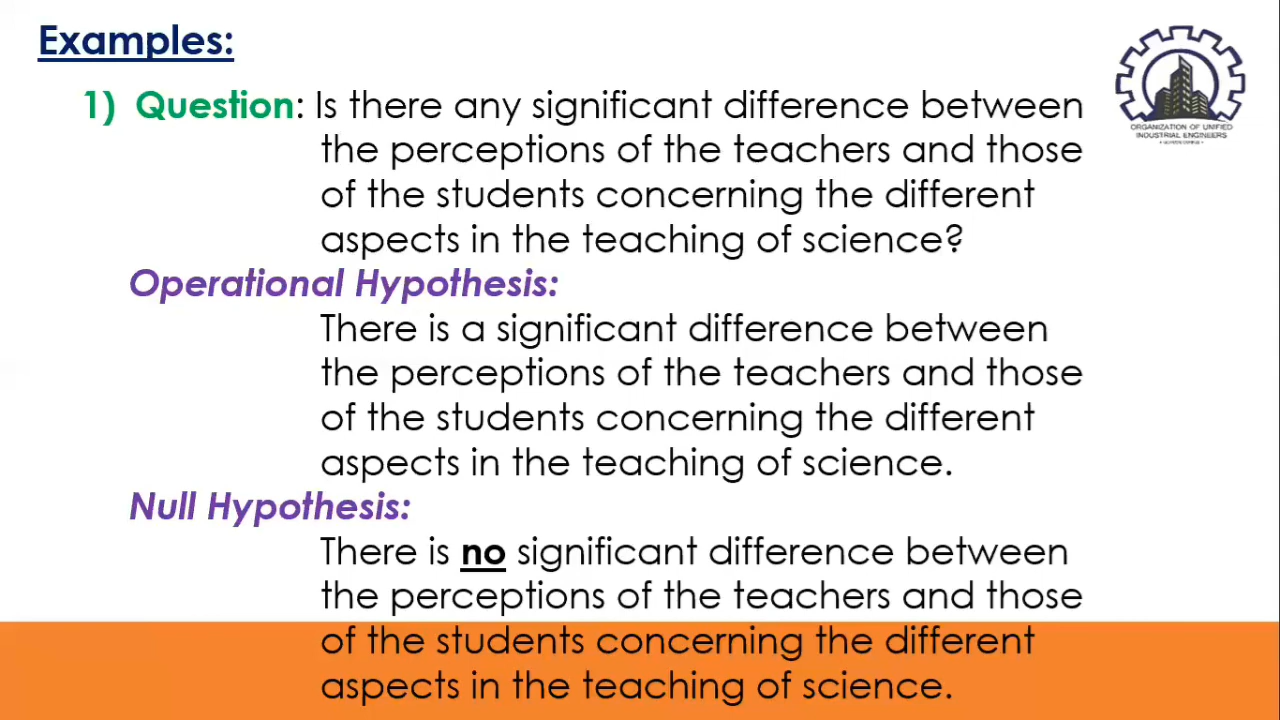 Examples:
1) Question: Is there any significant difference between
the perceptions of the teachers and those
of the students concerning the different
aspects in the teaching of science?
Operational Hypothesis:
There is a significant difference between
the perceptions of the teachers and those
of the students concerning the different
aspects in the teaching of science.
Null Hypothesis:
There is no significant difference between
the perceptions of the teachers and those
of the students concerning the different
aspects in the teaching of science.
ORGANIZATION OF UNIFIED
INDUSTRIAL ENGINEERS